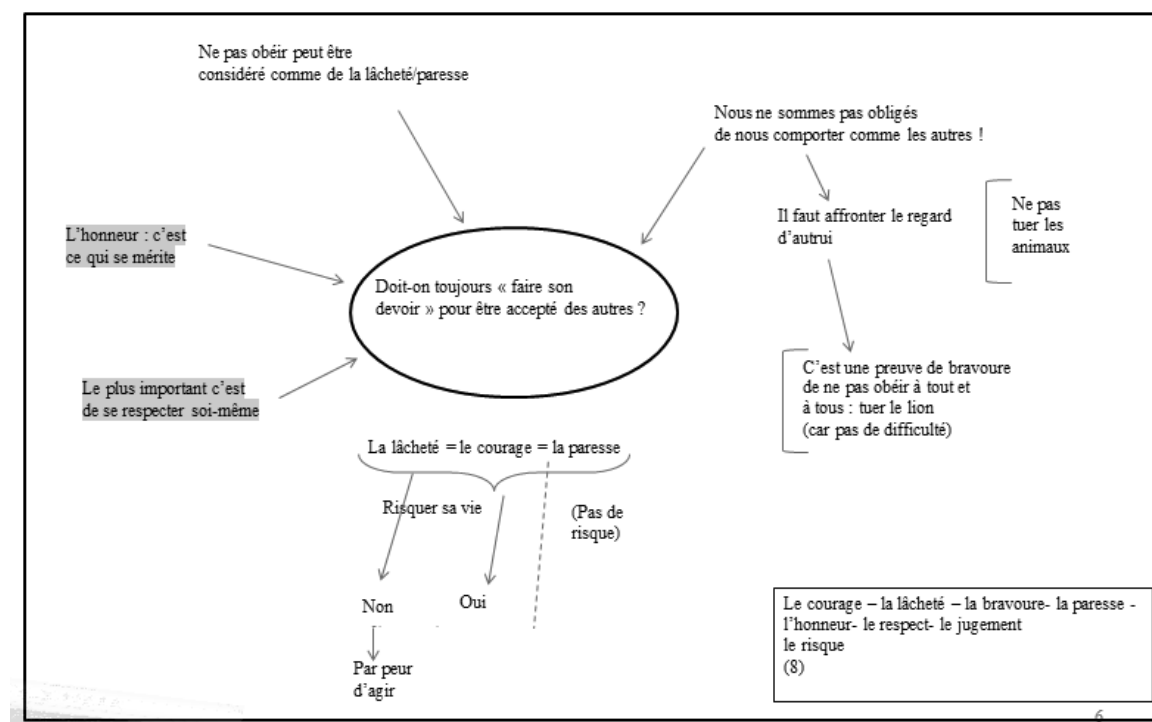 Ne pas obéir peut être
considéré comme de la lâcheté/paresse
Nous ne sommes pas obligés
de nous comporter comme les autres !
Il faut affronter le regard
d'autrui
Ne pas
tuer les
animaux
L'honneur : c'est
ce qui se mérite
Doit-on toujours « faire son
devoir » pour être accepté des autres ?
Le plus important c'est
de se respecter soi-même
C'est une preuve de bravoure
de ne pas obéir à tout et
à tous : tuer le lion
(car pas de difficulté)
La lâcheté = le courage = la paresse
Risquer sa vie
(Pas de
risque)
Non
Oui
Par peur
d'agir
Le courage – la lâcheté – la bravoure- la paresse -
l'honneur- le respect- le jugement
le risque
(8)
6